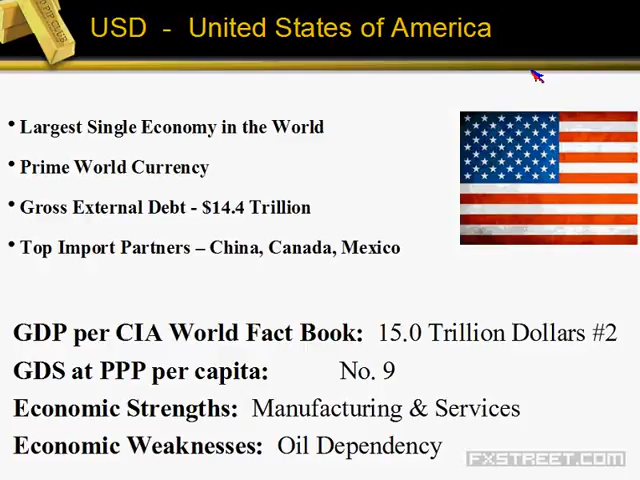 USD - United States of America
• Largest Single Economy in the World
• Prime World Currency
• Gross External Debt - $14.4 Trillion
• Top Import Partners – China, Canada, Mexico
GDP per CIA World Fact Book: 15.0 Trillion Dollars #2
GDS at PPP per capita: No. 9
Economic Strengths: Manufacturing & Services
Economic Weaknesses: Oil Dependency
FXSTREET.COM